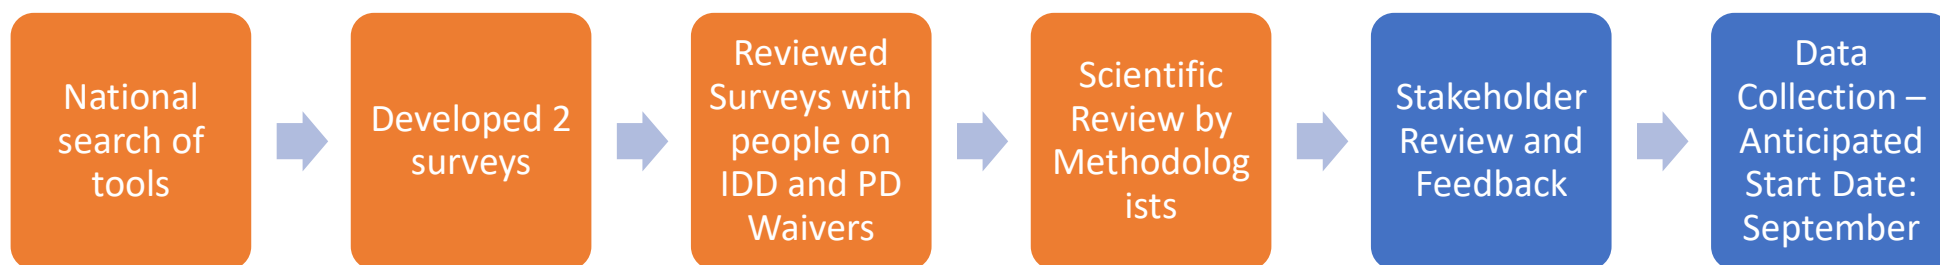 National
search of
tools
Developed 2
surveys
Reviewed
Surveys with
people on
IDD and PD
Waivers
Scientific
Review by
Methodolog
ists
Stakeholder
Review and
Feedback
Data
Collection –
Anticipated
Start Date:
September